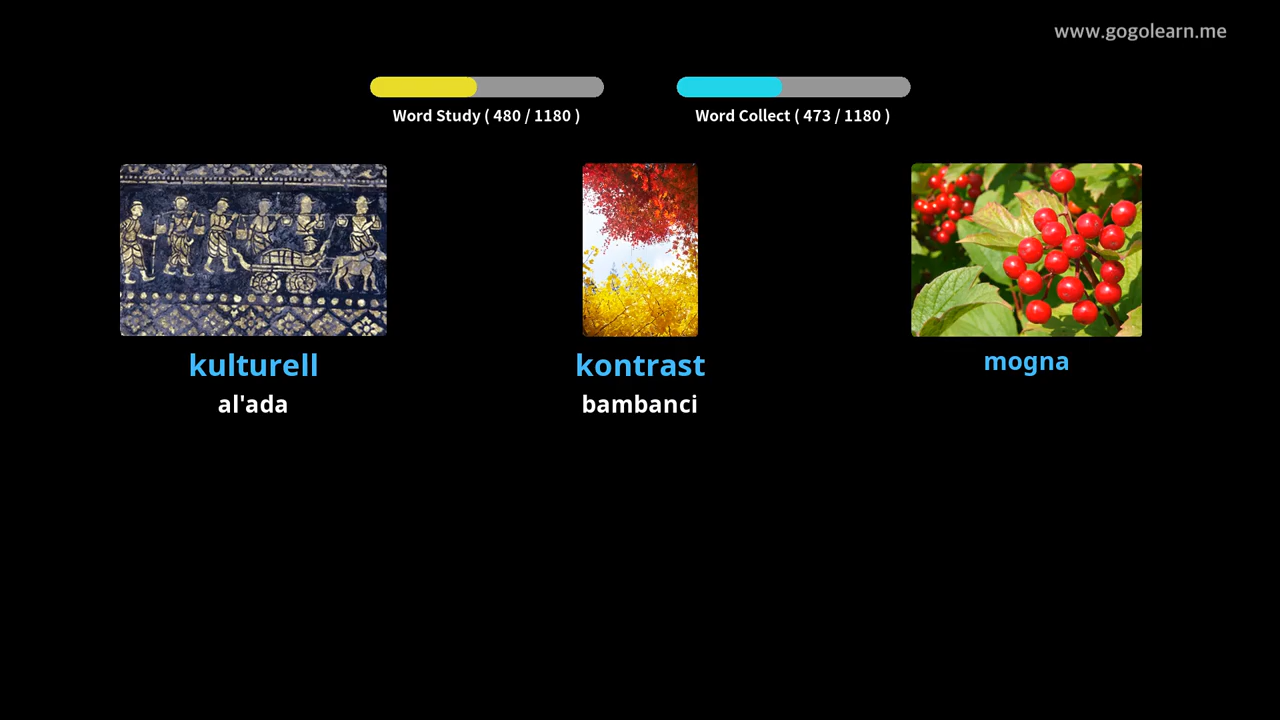 www.gogolearn.me
Word Study ( 480 / 1180 )
Word Collect ( 473 / 1180 )
kulturell
kontrast
mogna
al'ada
bambanci